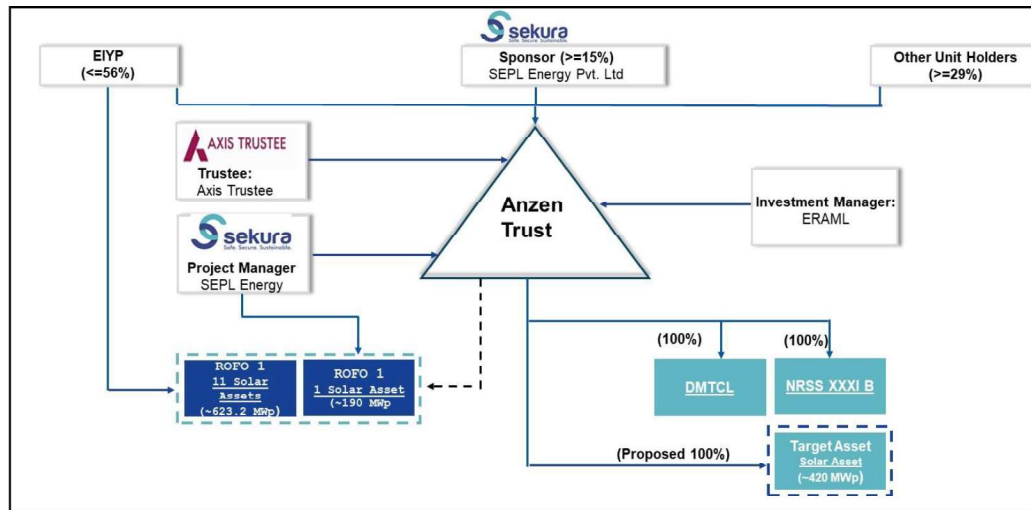 sekura
Safe. Secure. Sustainable.
EIYP
(<=56%)
Sponsor (>=15%)
SEPL Energy Pvt. Ltd
Other Unit Holders
(>=29%)
AXIS TRUSTEE
Trustee:
Axis Trustee
Anzen
Trust
Investment Manager:
ERAML
sekura
Safe. Secure. Sustainable.
Project Manager
SEPL Energy
ROFO 1
11 Solar
Assets
(~623.2 MWp)
ROFO 1
1 Solar Asset
(~190 MWp
(100%)
(100%)
DMTCL
NRSS XXXI B
(Proposed 100%)
Target Asset
Solar Asset
(~420 MWp)